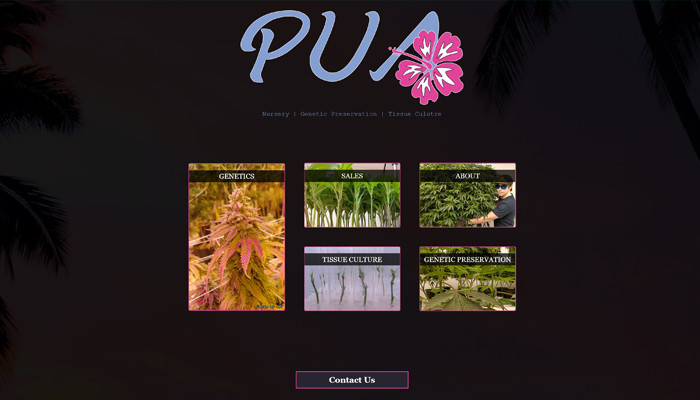 PUA
Nursery | Genetic Preservation | Tissue Culutre
GENETICS
SALES
ABOUT
TISSUE CULTURE
GENETIC PRESERVATION
Contact Us